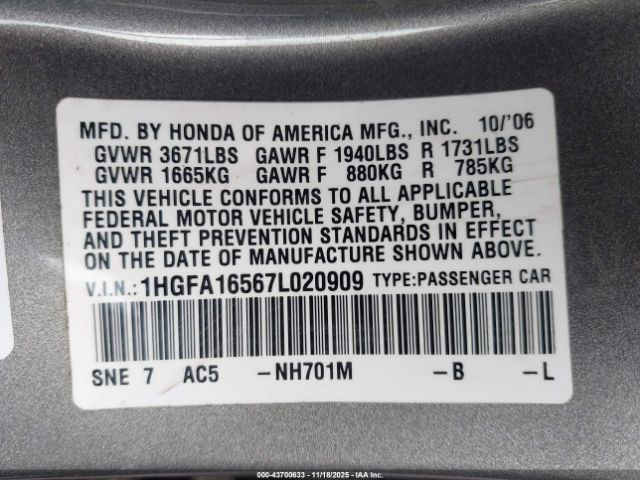 MFD. BY HONDA OF AMERICA MFG., INC. 10/'06
GVWR 3671LBS GAWR F 1940LBS R 1731LBS
GVWR 1665KG GAWR F 880KG R 785KG
THIS VEHICLE CONFORMS TO ALL APPLICABLE
FEDERAL MOTOR VEHICLE SAFETY, BUMPER,
AND THEFT PREVENTION STANDARDS IN EFFECT
ON THE DATE OF MANUFACTURE SHOWN ABOVE.
V.I.N.: 1HGFA16567L020909 TYPE:PASSENGER CAR
SNE 7 AC5 -NH701M -B -L
000-43700633 - 11/18/2025 - IAA Inc.